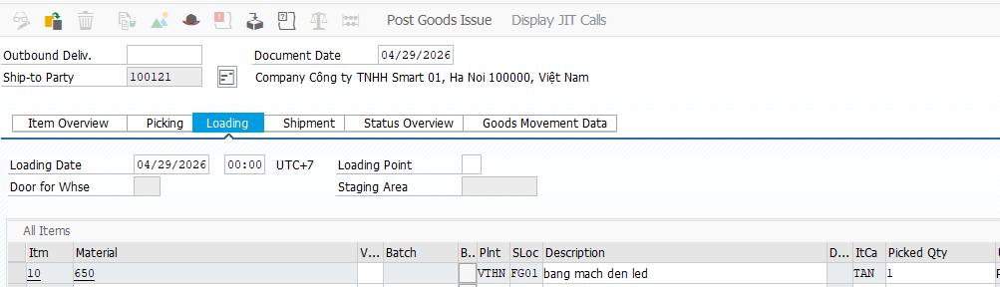 Post Goods Issue Display JIT Calls
Outbound Deliv. Document Date 04/29/2026
Ship-to Party 100121 Company Công ty TNHH Smart 01, Ha Noi 100000, Việt Nam
Item Overview Picking Loading Shipment Status Overview Goods Movement Data
Loading Date 04/29/2026 00:00 UTC+7 Loading Point
Door for Whse Staging Area
All Items
Itm Material V... Batch B.. Plnt SLoc Description D... ItCa Picked Qty
10 650 VTHN FG01 bang mach den led TAN 1